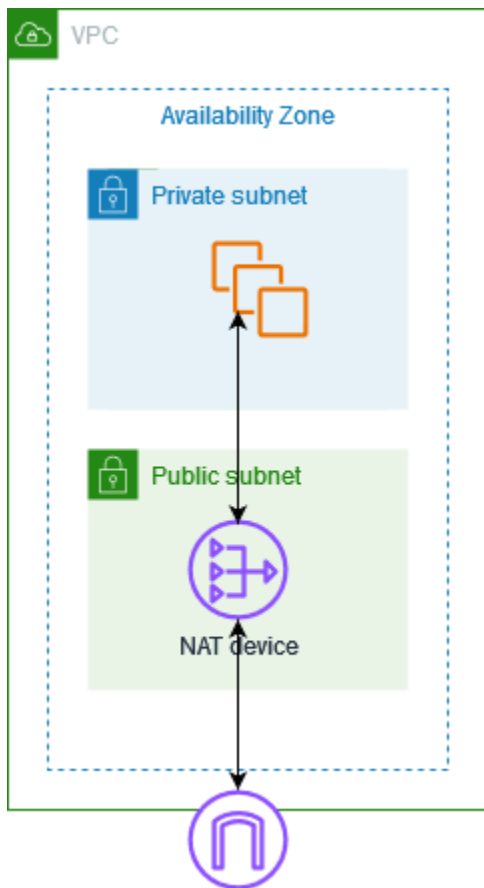 VPC
Availability Zone
Private subnet
Public subnet
NAT device